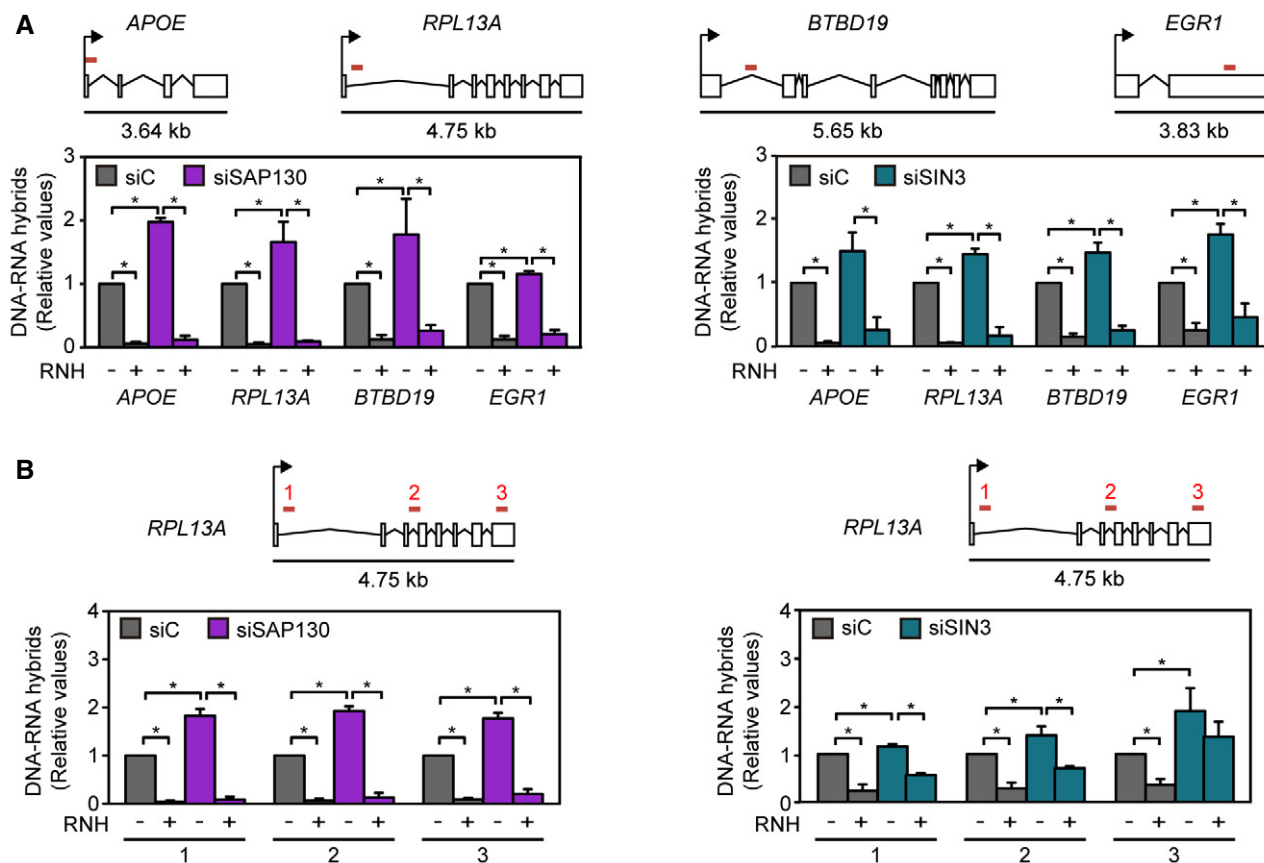 A
APOE RPL13A BTBD19 EGR1
3.64 kb 4.75 kb 5.65 kb 3.83 kb
DNA-RNA hybrids
(Relative values)
3
2
1
0
siC siSAP130
* * * * * * * * * * * *
RNH - + - + - + - + - + - + - + - +
APOE RPL13A BTBD19 EGR1
DNA-RNA hybrids
(Relative values)
3
2
1
0
siC siSIN3
* * * * * * * * * * *
RNH - + - + - + - + - + - + - + - +
APOE RPL13A BTBD19 EGR1
B
1 2 3
RPL13A
4.75 kb
DNA-RNA hybrids
(Relative values)
4
3
2
1
0
siC siSAP130
* * * * * * * * *
RNH - + - + - + - + - + - +
1 2 3
1 2 3
RPL13A
4.75 kb
DNA-RNA hybrids
(Relative values)
4
3
2
1
0
siC siSIN3
* * * * * * * *
RNH - + - + - + - + - + - +
1 2 3